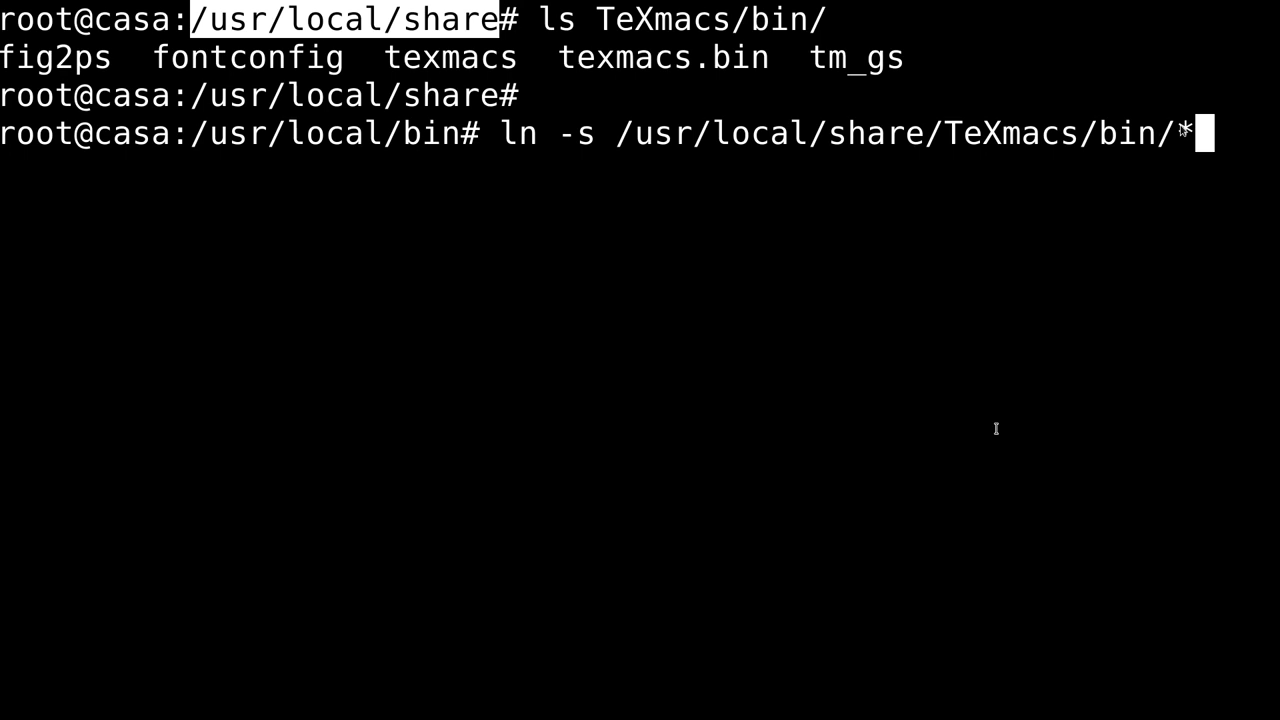 root@casa:/usr/local/share# ls TeXmacs/bin/
fig2ps  fontconfig  texmacs  texmacs.bin  tm_gs
root@casa:/usr/local/share#
root@casa:/usr/local/bin# ln -s /usr/local/share/TeXmacs/bin/*